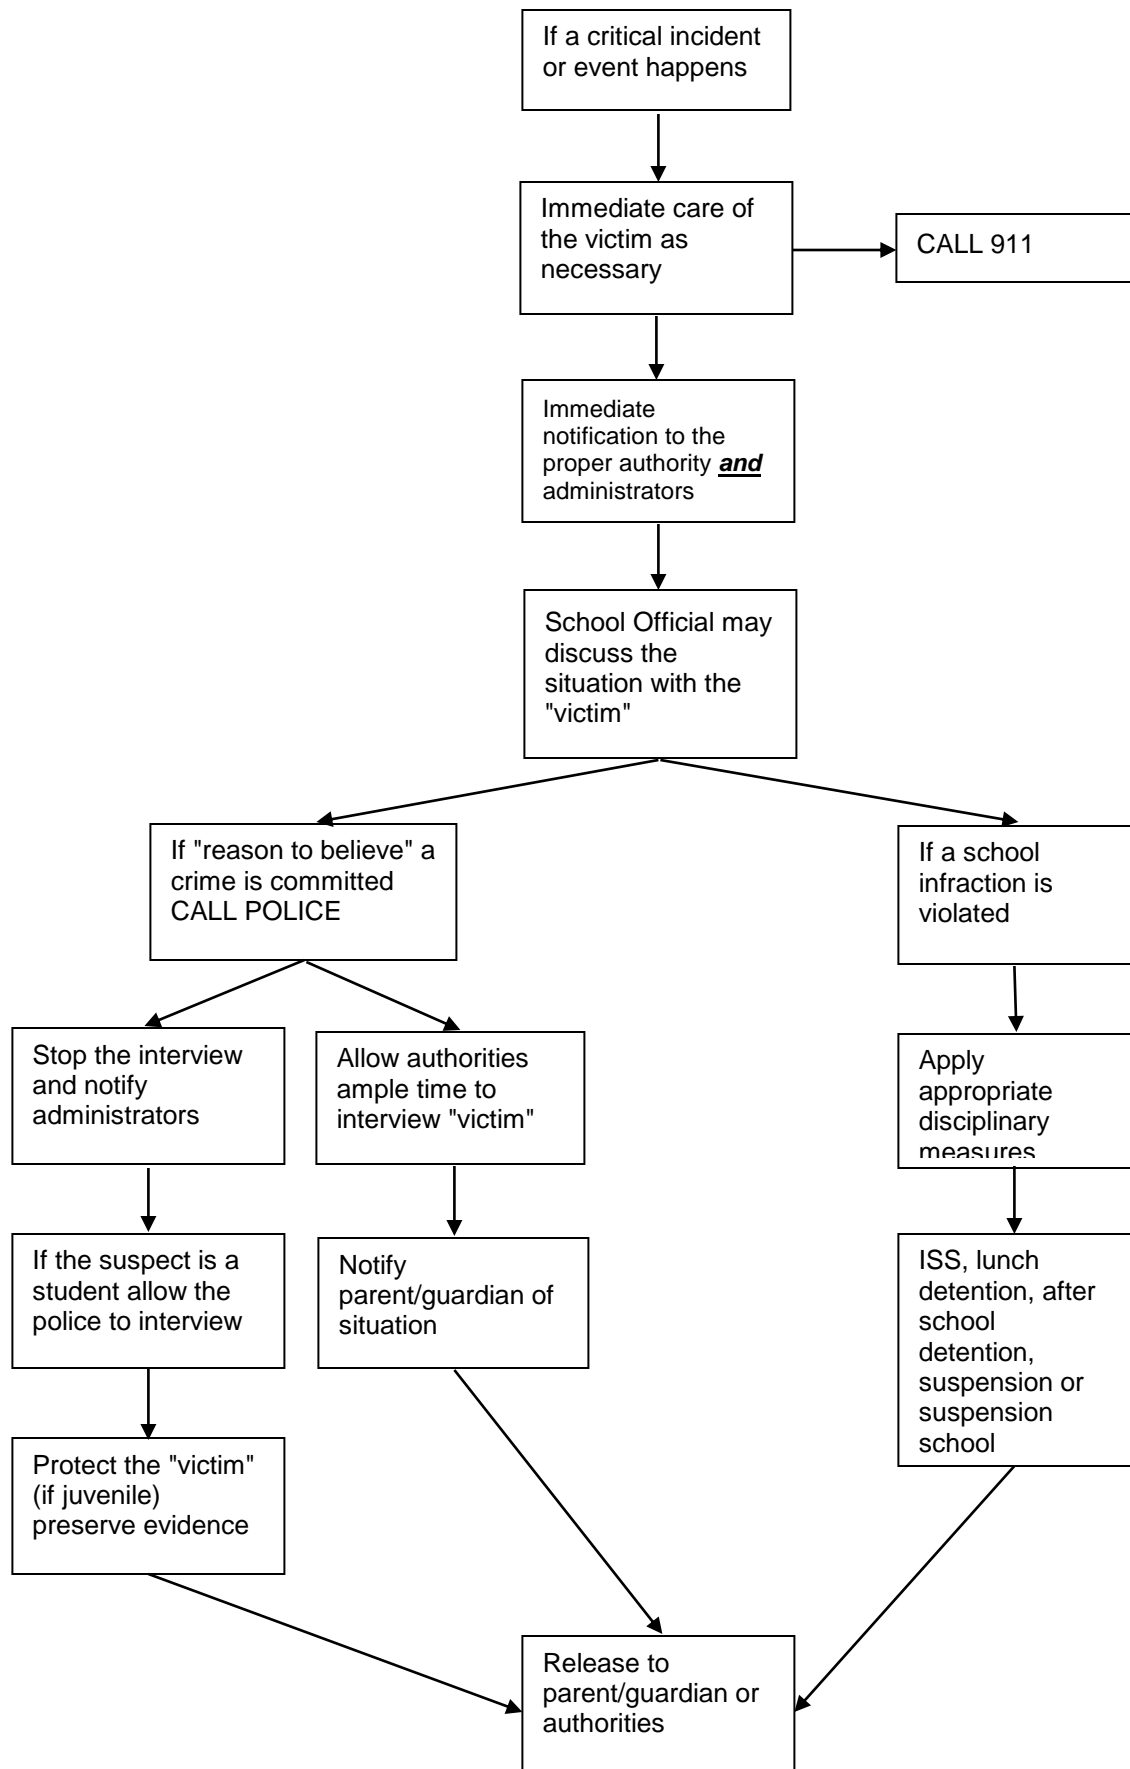 If a critical incident
or event happens
Immediate care of
the victim as
necessary
CALL 911
Immediate
notification to the
proper authority and
administrators
School Official may
discuss the
situation with the
"victim"
If "reason to believe" a
crime is committed
CALL POLICE
If a school
infraction is
violated
Stop the interview
and notify
administrators
Allow authorities
ample time to
interview "victim"
Apply
appropriate
disciplinary
measures
If the suspect is a
student allow the
police to interview
Notify
parent/guardian of
situation
ISS, lunch
detention, after
school
detention,
suspension or
suspension
school
Protect the "victim"
(if juvenile)
preserve evidence
Release to
parent/guardian or
authorities